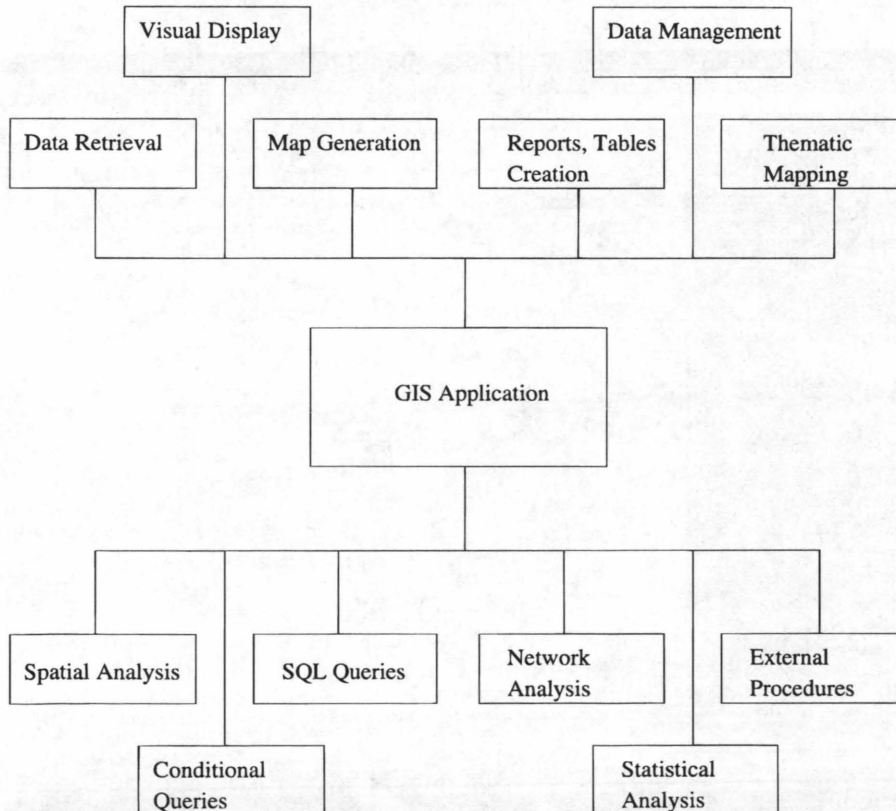 Visual Display
Data Management
Data Retrieval
Map Generation
Reports, Tables
Creation
Thematic
Mapping
GIS Application
Spatial Analysis
SQL Queries
Network
Analysis
External
Procedures
Conditional
Queries
Statistical
Analysis